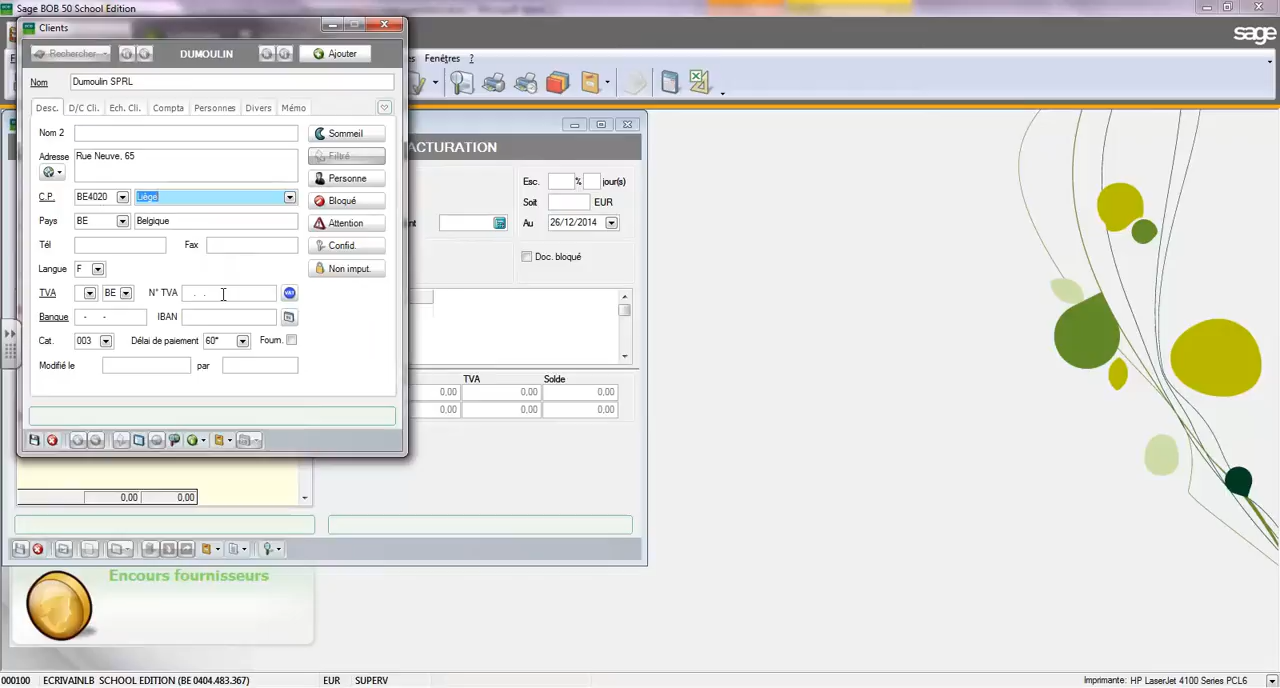 Sage BOB 50 School Edition
sage
Clients
Rechercher
DUMOULIN
Ajouter
Fenêtres ?
Nom
Dumoulin SPRL
Desc.
D/C Cli.
Ech. Cli.
Compta
Personnes
Divers
Mémo
Nom 2
Sommeil
Adresse
Rue Neuve, 65
Filtré
Personne
C.P.
BE4020
Liège
Bloqué
Pays
BE
Belgique
Attention
Tél
Fax
Confid.
Langue
F
Non imput.
TVA
BE
N° TVA
. .
VAT
Banque
- -
IBAN
Cat.
003
Délai de paiement
60*
Fourn.
Modifié le
par
ACTURATION
Esc.
%
jour(s)
Soit
EUR
Au
26/12/2014
Doc. bloqué
TVA
Solde
0,00
0,00
0,00
0,00
0,00
0,00
0,00
0,00
Encours fournisseurs
000100
ECRIVAINLB SCHOOL EDITION (BE 0404.483.367)
EUR
SUPERV
Imprimante: HP LaserJet 4100 Series PCL6